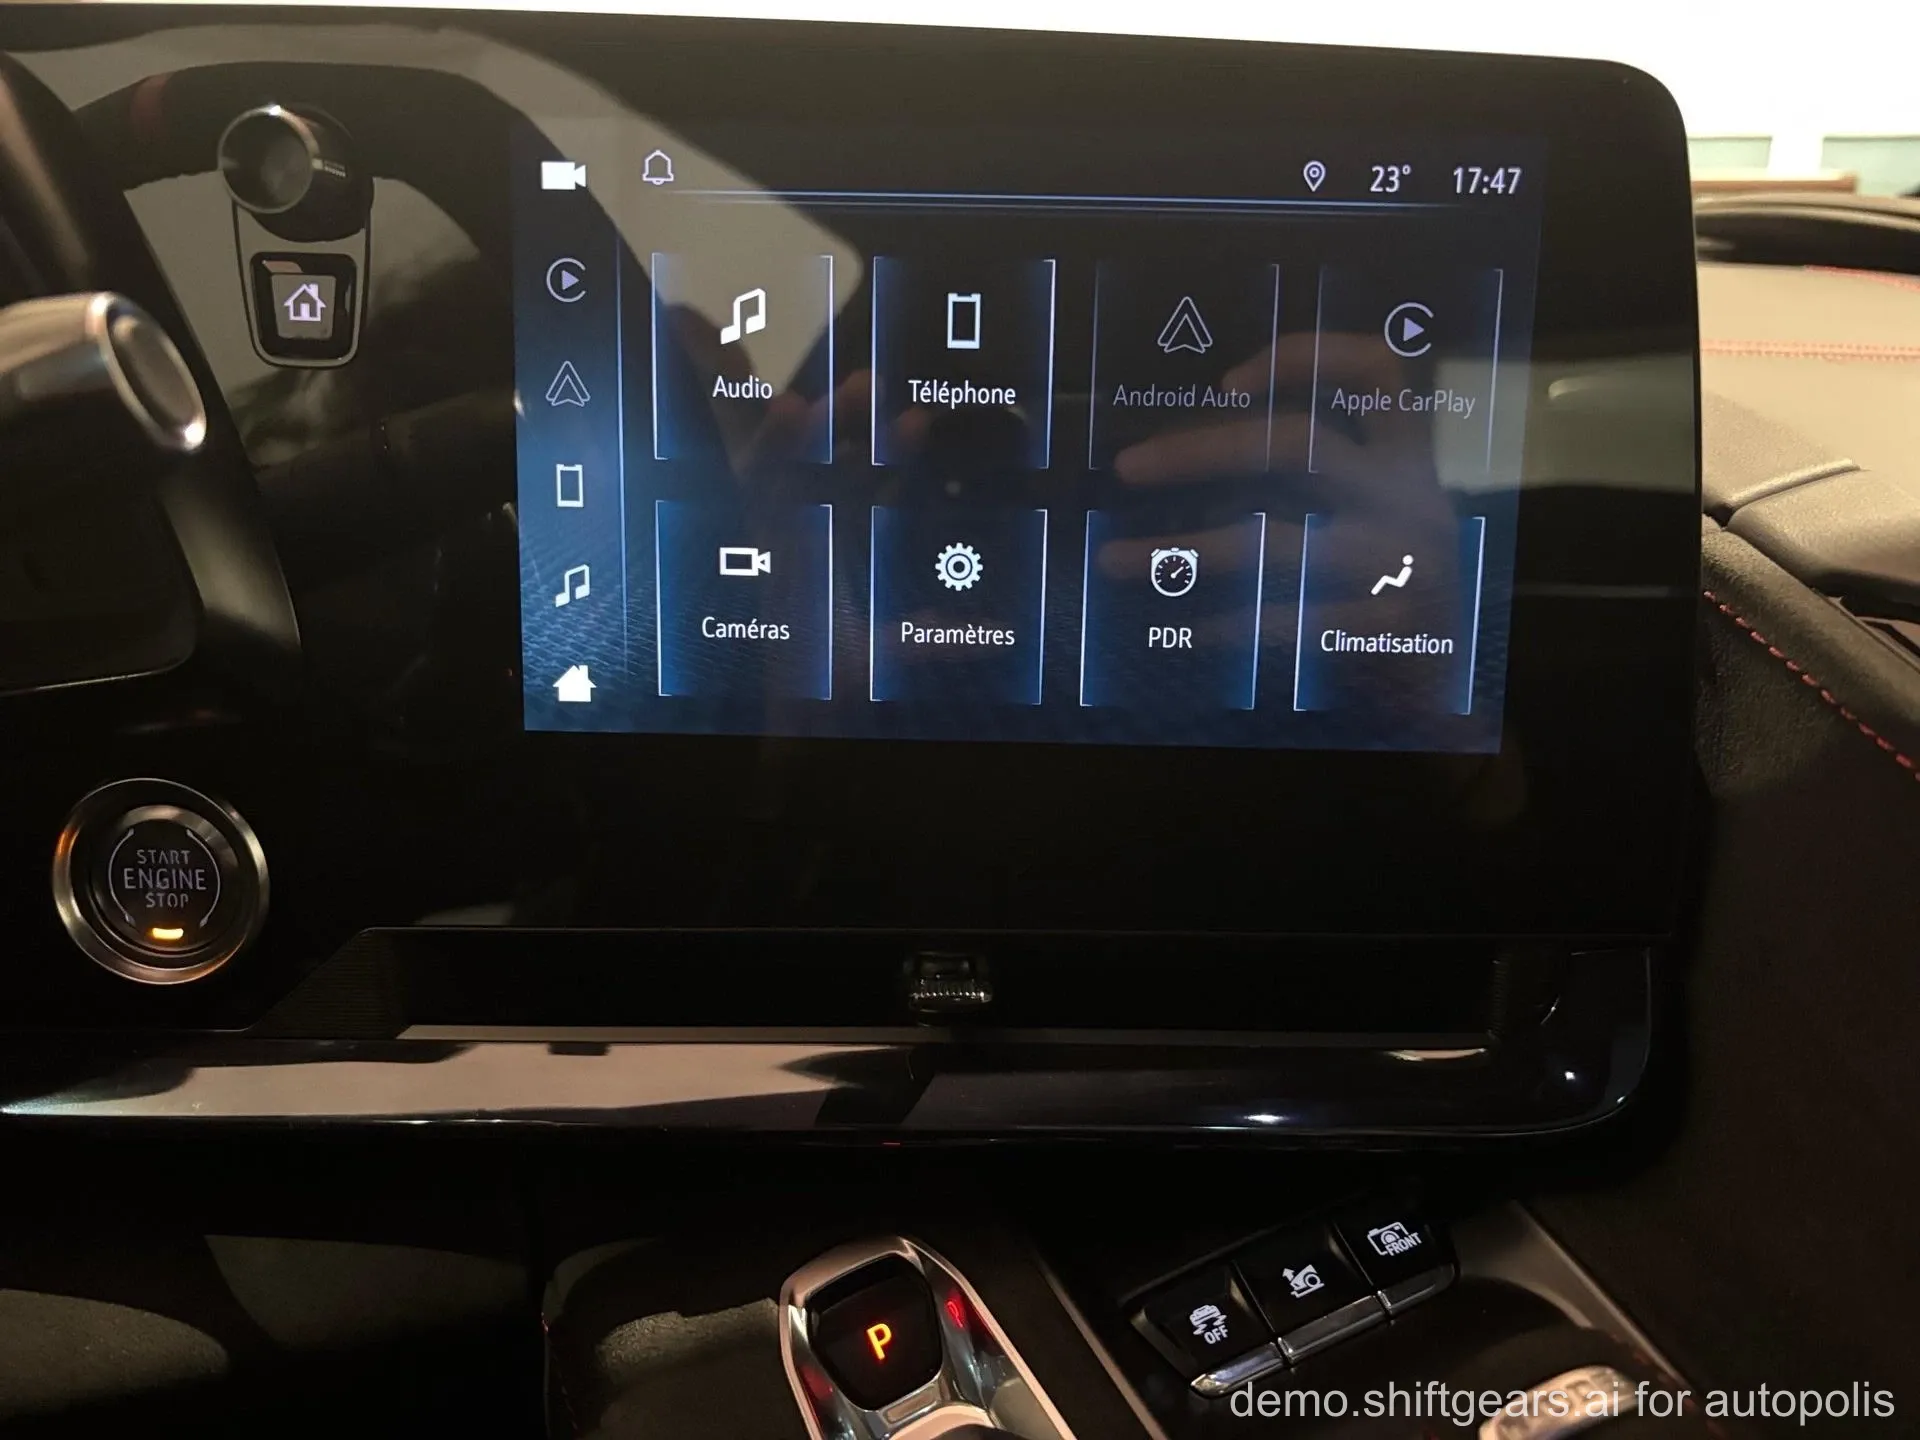 23° 17:47
Audio
Téléphone
Android Auto
Apple CarPlay
Caméras
Paramètres
PDR
Climatisation
START
ENGINE
STOP
P
OFF
FRONT
demo.shiftgears.ai for autopolis